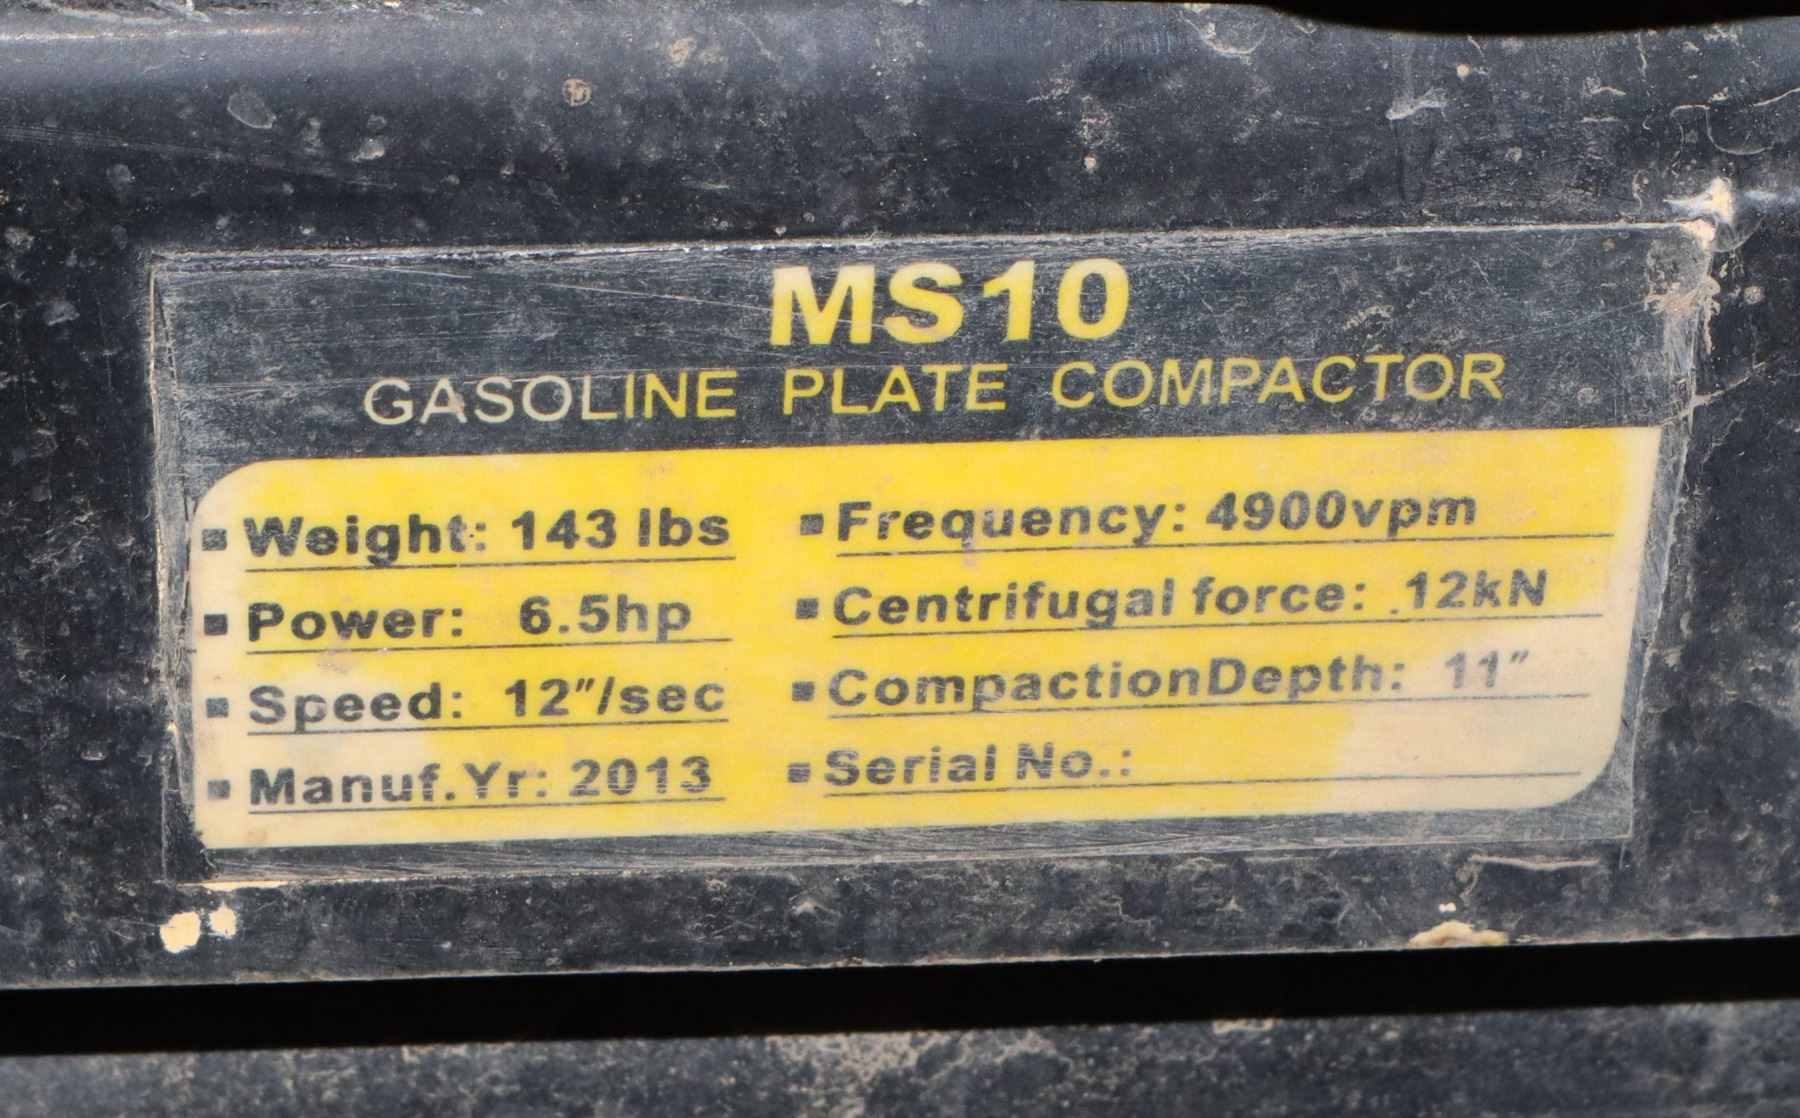 MS10
GASOLINE PLATE COMPACTOR
▪ Weight: 143 lbs ▪ Frequency: 4900vpm
▪ Power: 6.5hp ▪ Centrifugal force: 12kN
▪ Speed: 12″/sec ▪ CompactionDepth: 11″
▪ Manuf.Yr: 2013 ▪ Serial No.: